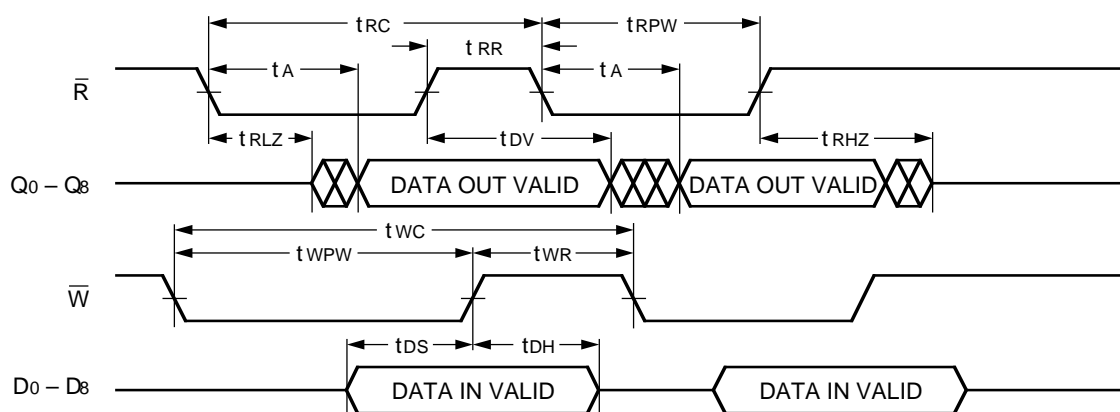 tRC tRPW
tRR
R̅ tA tA
tRLZ tDV tRHZ
Q0 – Q8 DATA OUT VALID DATA OUT VALID
tWC
tWPW tWR
W̅
tDS tDH
D0 – D8 DATA IN VALID DATA IN VALID